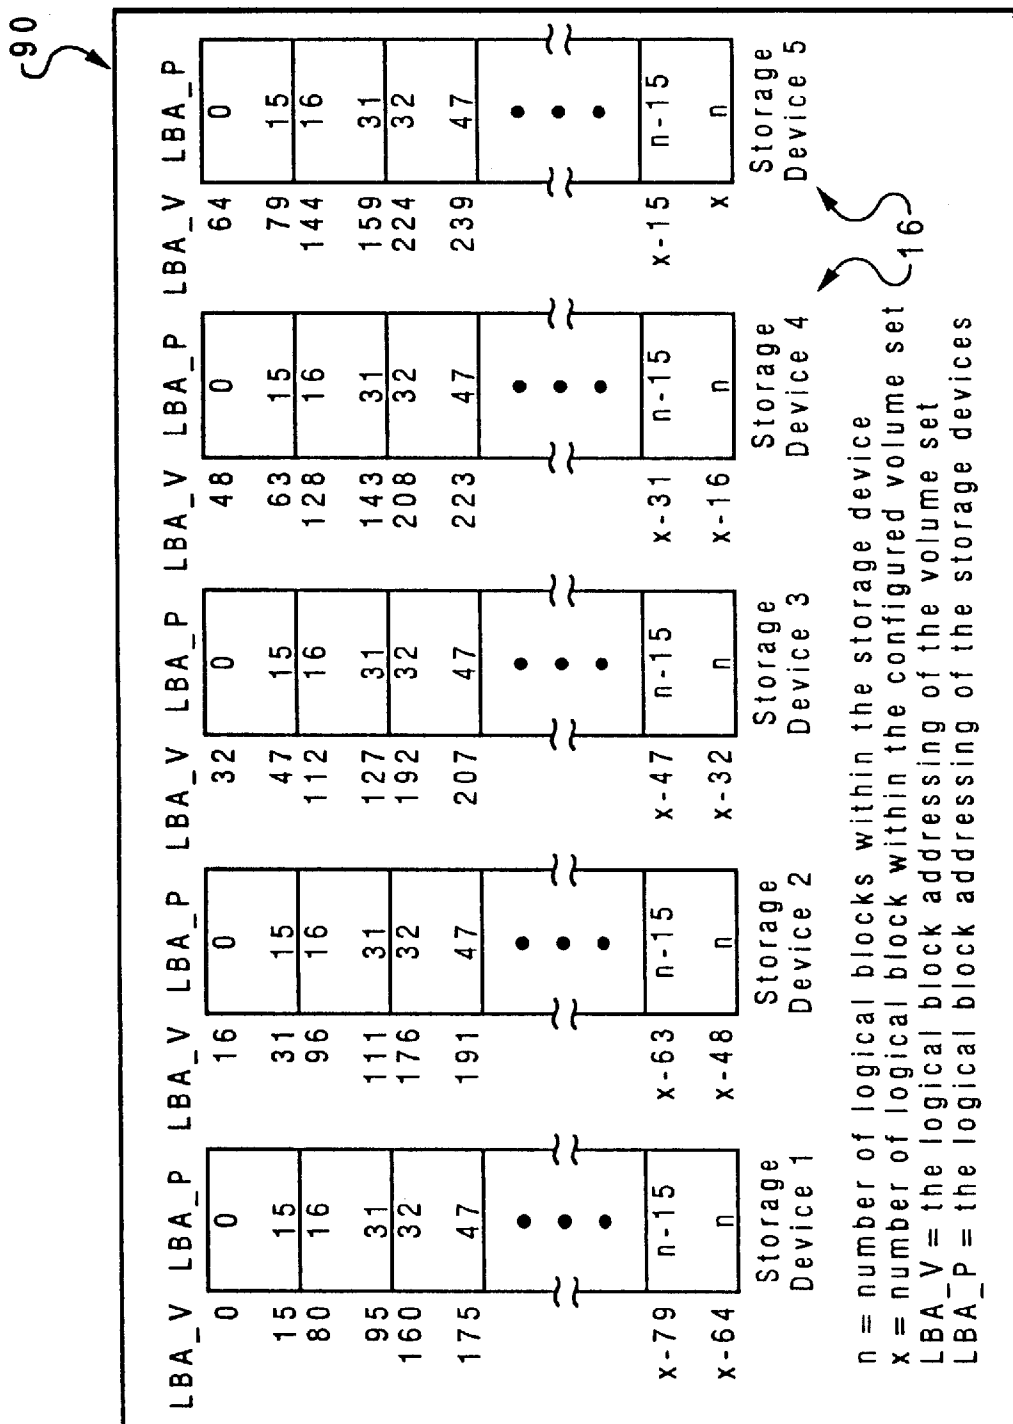 90
LBA_V LBA_P LBA_V LBA_P LBA_V LBA_P LBA_V LBA_P LBA_V LBA_P
0 0 16 0 32 0 48 0 64 0
15 15 31 15 47 15 63 15 79 15
80 16 96 16 112 16 128 16 144 16
95 31 111 31 127 31 143 31 159 31
160 32 176 32 192 32 208 32 224 32
175 47 191 47 207 47 223 47 239 47
x-79 n-15 x-63 n-15 x-47 n-15 x-31 n-15 x-15 n-15
x-64 n x-48 n x-32 n x-16 n x n
Storage Storage Storage Storage Storage
Device 1 Device 2 Device 3 Device 4 Device 5
16
n = number of logical blocks within the storage device
x = number of logical block within the configured volume set
LBA_V = the logical block addressing of the volume set
LBA_P = the logical block addressing of the storage devices